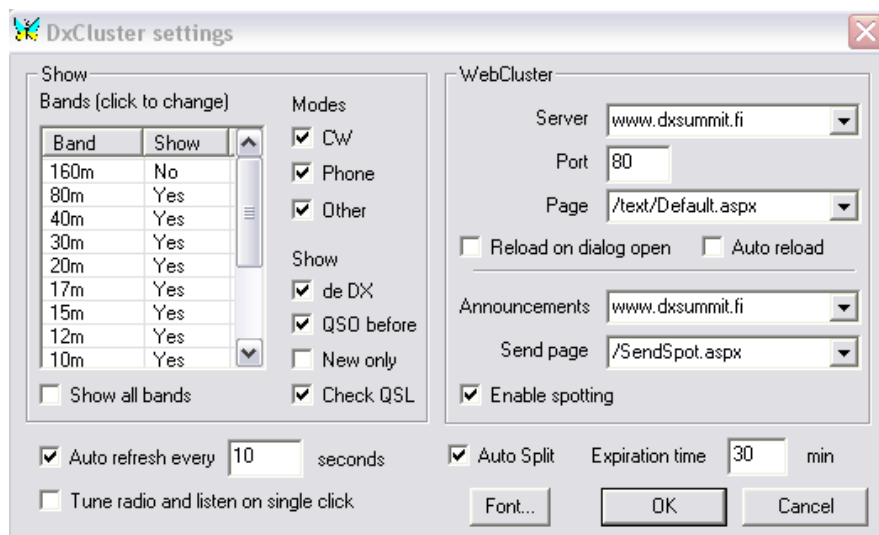 DxCluster settings
Show
Bands (click to change)
Band Show
160m No
80m Yes
40m Yes
30m Yes
20m Yes
17m Yes
15m Yes
12m Yes
10m Yes
Show all bands
Modes
CW
Phone
Other
Show
de DX
QSO before
New only
Check QSL
WebCluster
Server www.dxsummit.fi
Port 80
Page /text/Default.aspx
Reload on dialog open Auto reload
Announcements www.dxsummit.fi
Send page /SendSpot.aspx
Enable spotting
Auto refresh every 10 seconds
Auto Split Expiration time 30 min
Tune radio and listen on single click
Font... OK Cancel